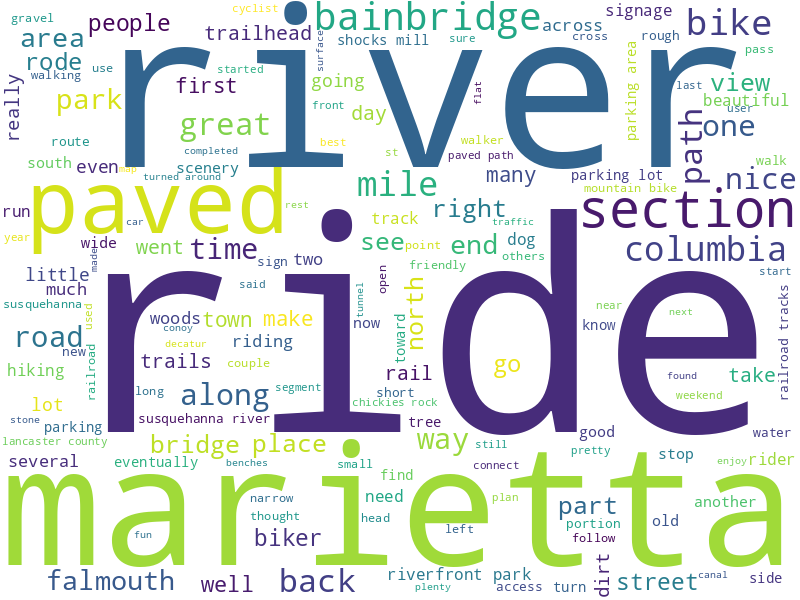 cyclist
gravel
people
area
rode
walking
use
really
route
south
even
scenery
trailhead
started
first
going
park
great
day
river
surface
front
bainbridge
shocks mill
sure
across
cross
signage
rough
bike
pass
parking area
last
view
beautiful
user
one
path
flat
best
walker
paved path
st
many
parking lot
mountain bike
walk
nice
completed
map
turned around
paved
car
rest
mile
right
track
traffic
section
run
year
wide
went
time
made
sign
two
see
point
end
dog
others
friendly
columbia
start
little
much
said
open
tunnel
north
toward
now
near
next
know
railroad tracks
susquehanna
used
woods
conoy
town
make
road
new
decatur
riding
railroad
trails
couple
go
rail
take
found
weekend
hiking
ride
long
along
segment
short
chickies rock
lot
stone
parking
susquehanna river
tree
good
water
lancaster county
bridge
place
way
still
pretty
stop
rider
several
eventually
benches
small
find
connect
enjoy
marietta
narrow
thought
need
head
plan
part
portion
old
another
fun
biker
left
follow
falmouth
well
back
riverfront park
plenty
access
turn
dirt
street
canal
side